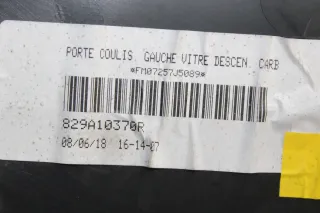 PORTE COULIS. GAUCHE VITRE DESCEN. CARB
*FM07257J5089*
829A10370R
08/06/18 16-14-07